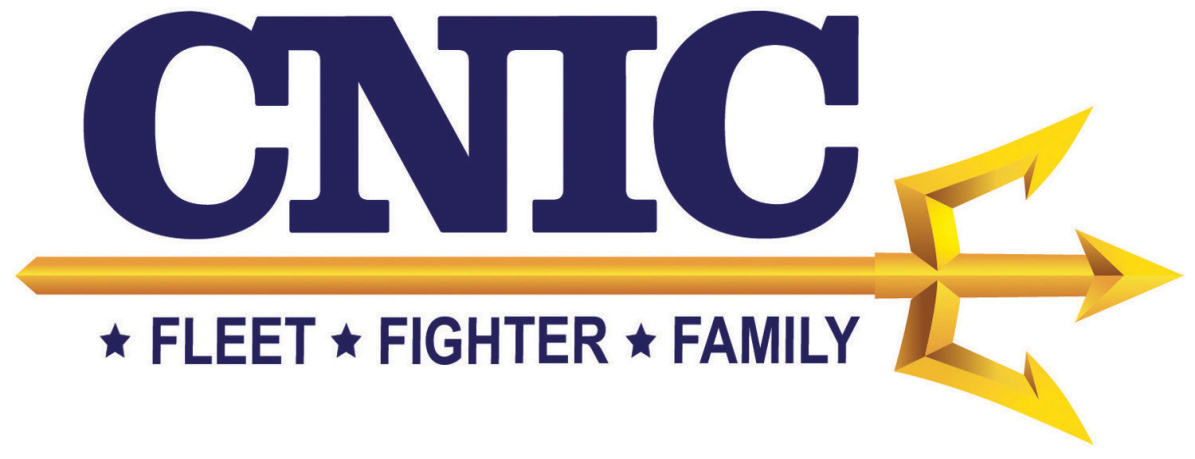 CNIC
★ FLEET ★ FIGHTER ★ FAMILY